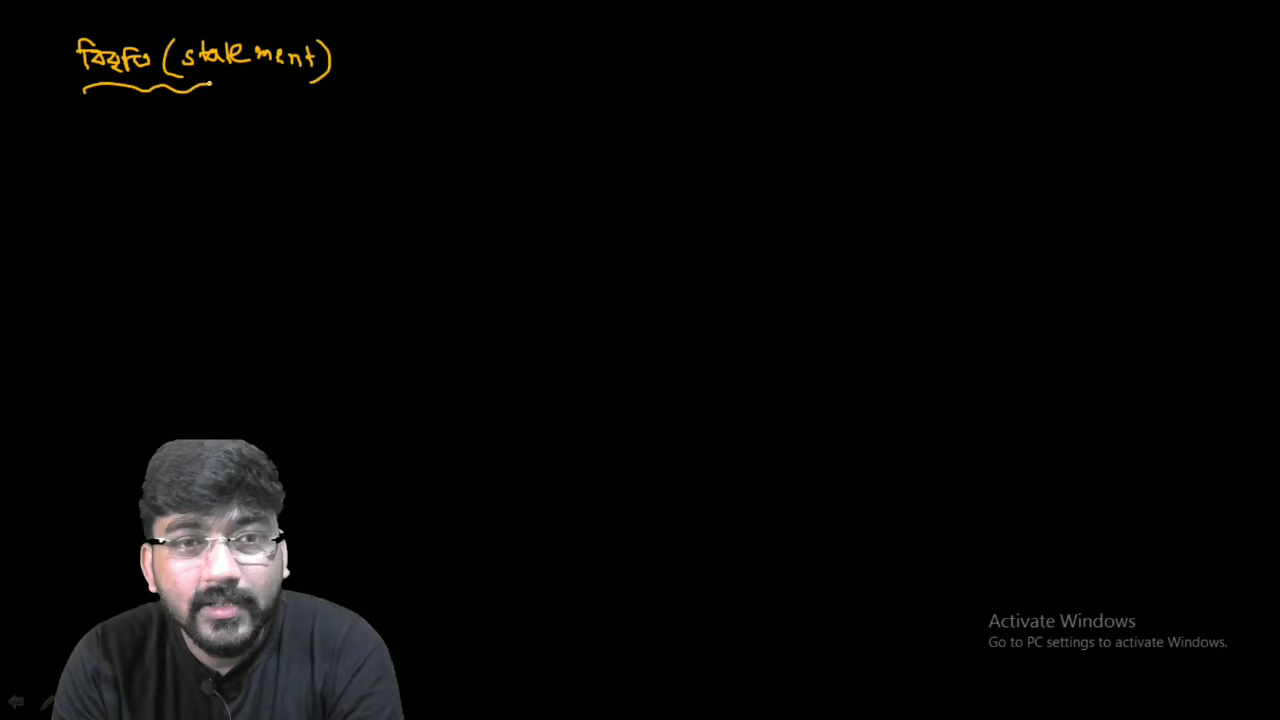 বিবৃতি (statement)
Activate Windows
Go to PC settings to activate Windows.